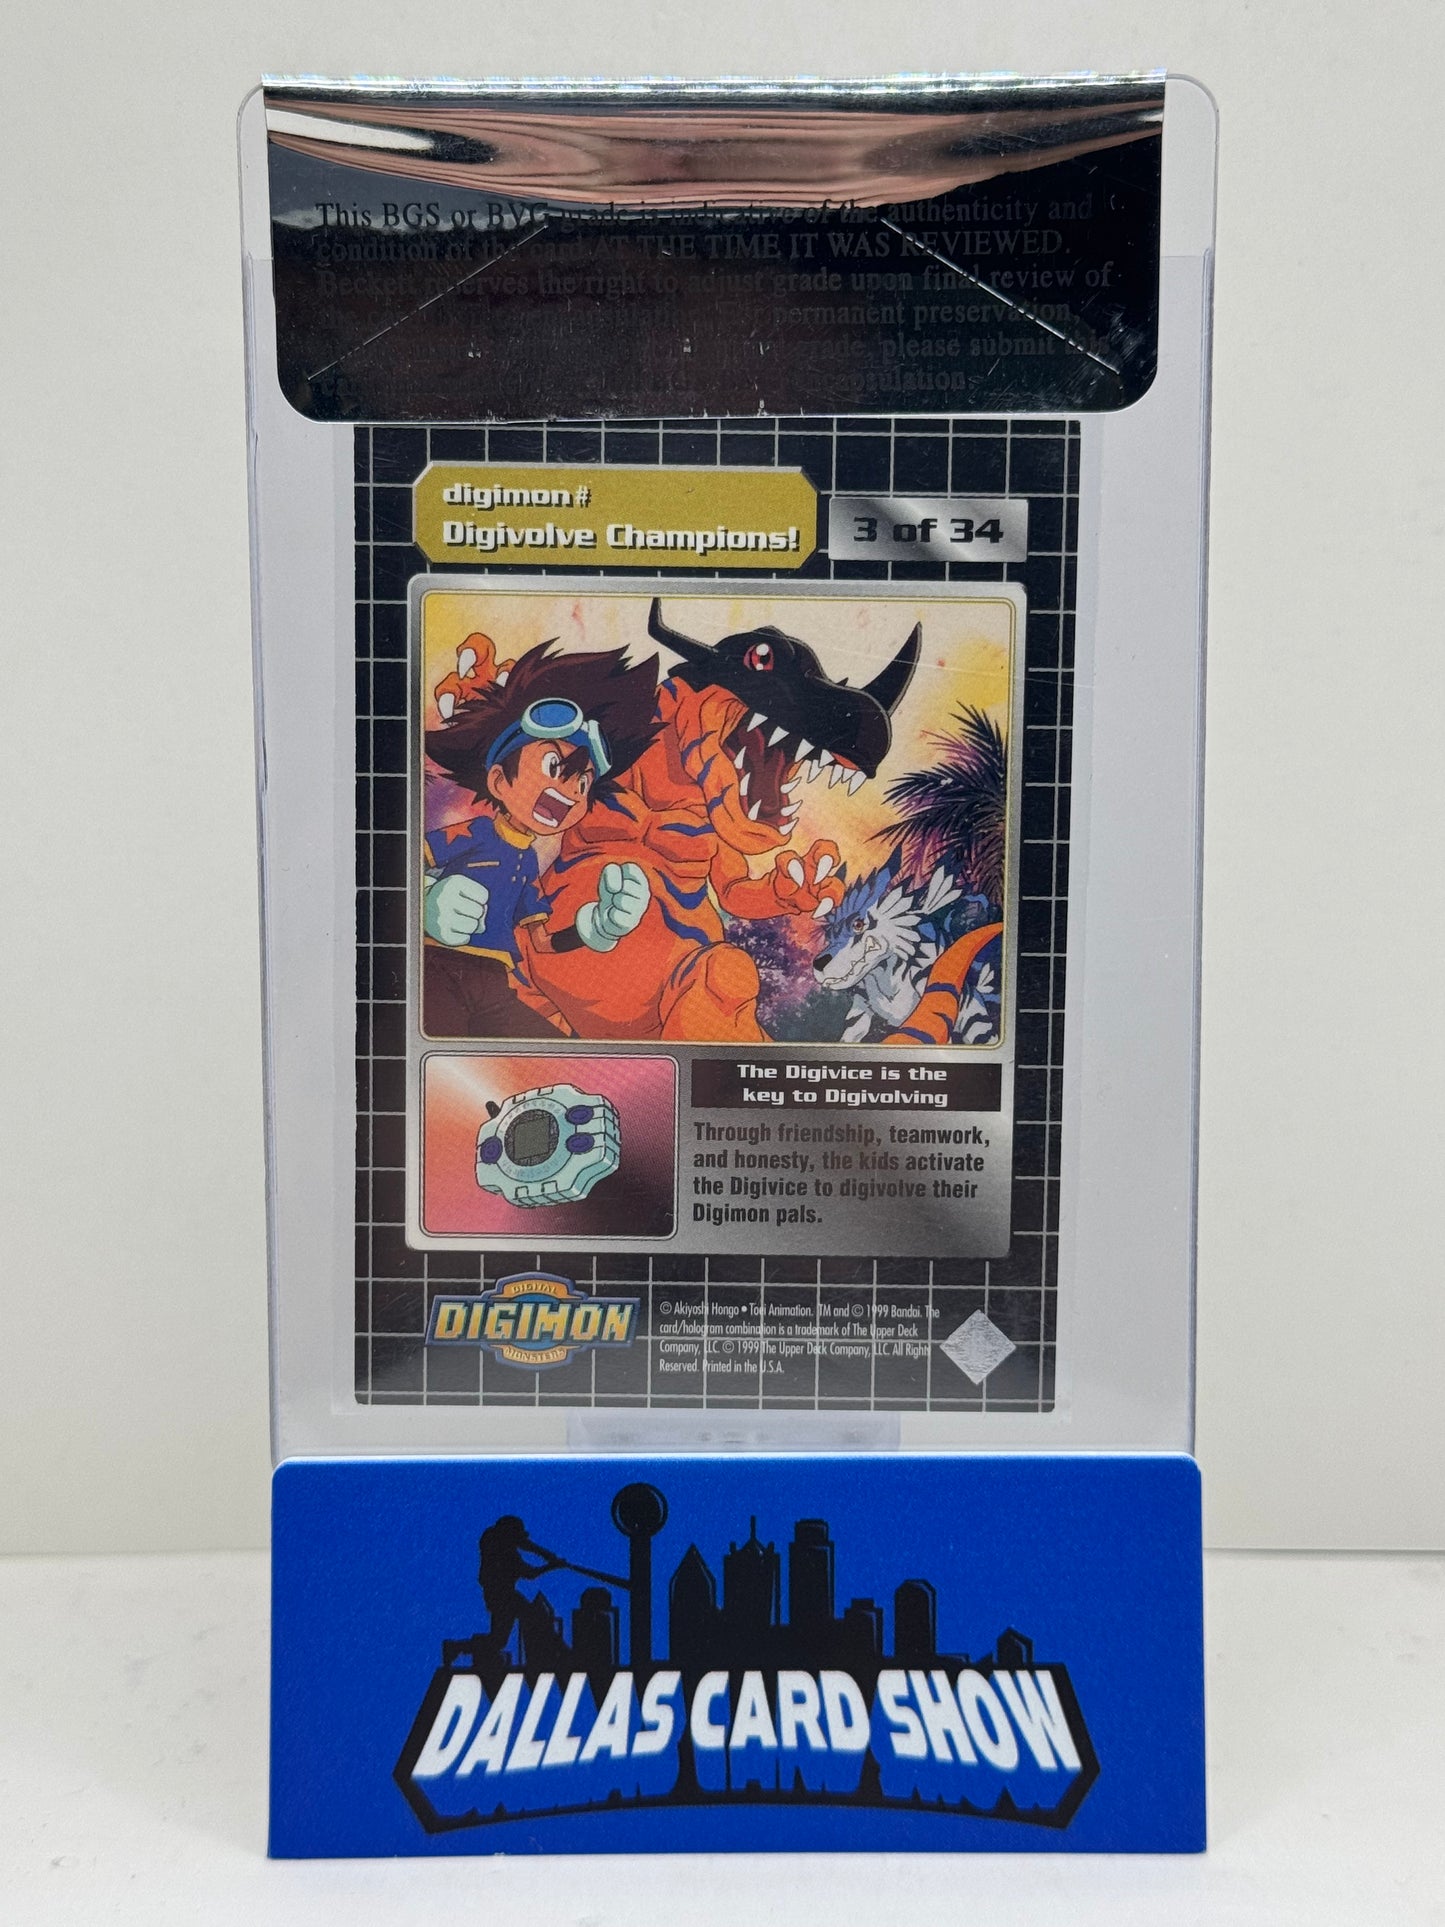 This BGS or BVG grade is indicative of the authenticity and
condition of the card AT THE TIME IT WAS REVIEWED.
Beckett reserves the right to adjust grade upon final review of
permanent preservation,
grade, please submit this
encapsulation.
digimon#
Digivolve Champions!
3 of 34
The Digivice is the
key to Digivolving
Through friendship, teamwork,
and honesty, the kids activate
the Digivice to digivolve their
Digimon pals.
DIGITAL
DIGIMON
MONSTERS
© Akiyoshi Hongo • Toei Animation. TM and © 1999 Bandai. The
card/hologram combination is a trademark of The Upper Deck
Company, LLC. © 1999 The Upper Deck Company, LLC. All Rights
Reserved. Printed in the U.S.A.
DALLAS CARD SHOW